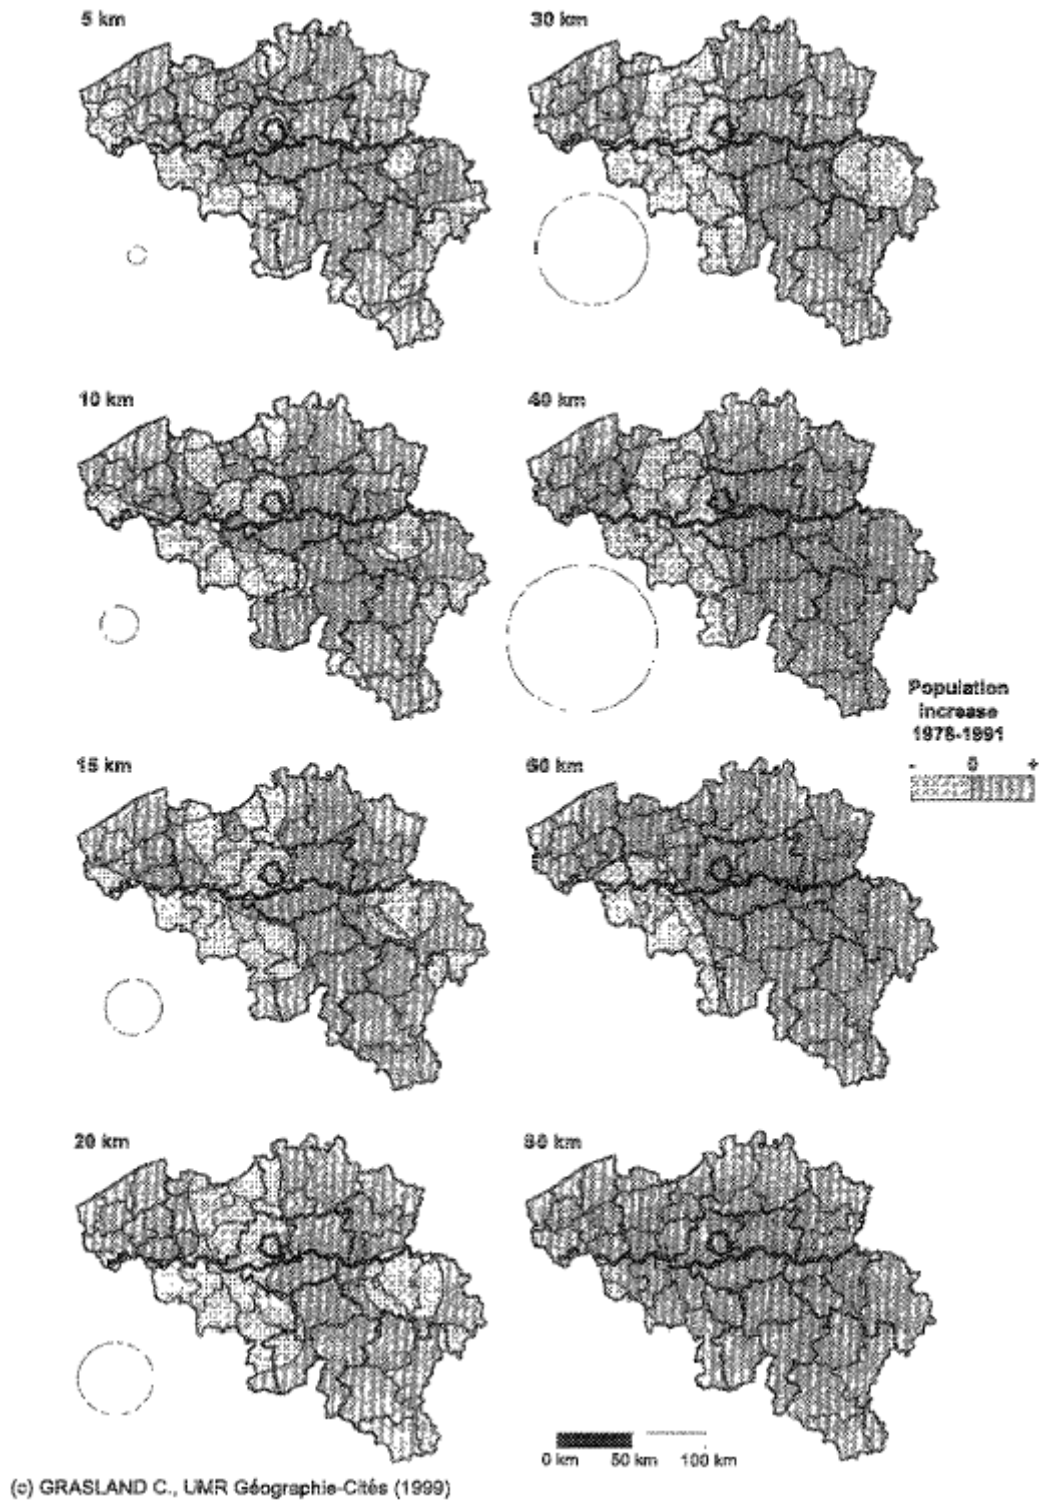 5 km
30 km
10 km
40 km
Population
increase
1978-1991
- 0 +
15 km
60 km
20 km
80 km
0 km 50 km 100 km
(c) GRASLAND C., UMR Géographie-Cités (1999)